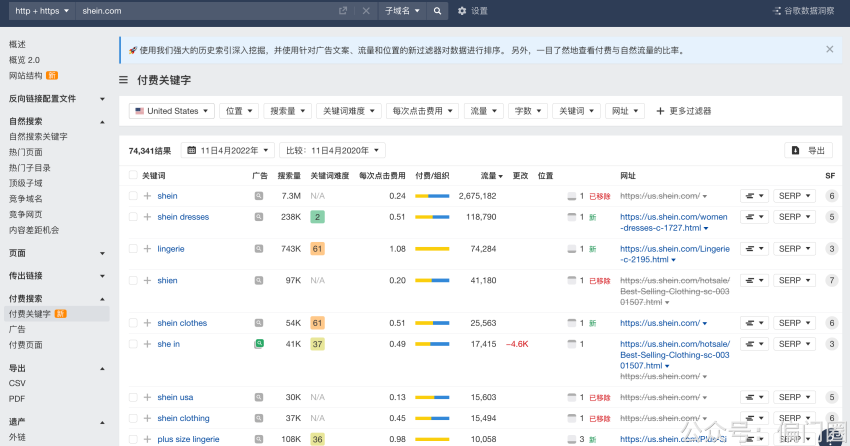 http + https shein.com 子域名 设置 谷歌数据洞察
🚀 使用我们强大的历史索引深入挖掘，并使用针对广告文案、流量和位置的新过滤器对数据进行排序。 另外，一目了然地查看付费与自然流量的比率。
概述
概览 2.0
网站结构 新
反向链接配置文件
自然搜索
自然搜索关键字
热门页面
热门子目录
顶级子域
竞争域名
竞争网页
内容差距机会
页面
传出链接
付费搜索
付费关键字 新
广告
付费页面
导出
CSV
PDF
遗产
外链
付费关键字
United States 位置 搜索量 关键词难度 每次点击费用 流量 字数 关键词 网址 + 更多过滤器
74,341结果 11日4月2022年 比较: 11日4月2020年 导出
关键词 广告 搜索量 关键词难度 每次点击费用 付费/组织 流量 更改 位置 网址 SF
shein 7.3M N/A 0.24 2,675,182 1 已移除 https://us.shein.com/ SERP 6
shein dresses 238K 2 0.51 118,790 1 新 https://us.shein.com/women SERP 5
-dresses-c-1727.html
lingerie 743K 61 1.08 74,284 1 新 https://us.shein.com/Lingerie SERP 3
-c-2195.html
shien 97K N/A 0.20 41,180 1 已移除 https://us.shein.com/hotsale/ SERP 7
Best-Selling-Clothing-sc-003
01507.html
shein clothes 54K 61 0.51 25,563 1 新 https://us.shein.com/ SERP 6
she in 41K 37 0.49 17,415 −4.6K 1 https://us.shein.com/hotsale/ SERP 3
Best-Selling-Clothing-sc-003
01507.html
https://us.shein.com/
shein usa 30K N/A 0.13 15,603 1 已移除 https://us.shein.com/ SERP 5
shein clothing 37K N/A 0.45 15,494 1 已移除 https://us.shein.com/ SERP 6
plus size lingerie 108K 36 0.98 10,058 3 新 https://us.shein.com/Plus-Si SERP
公众号：偏门圈